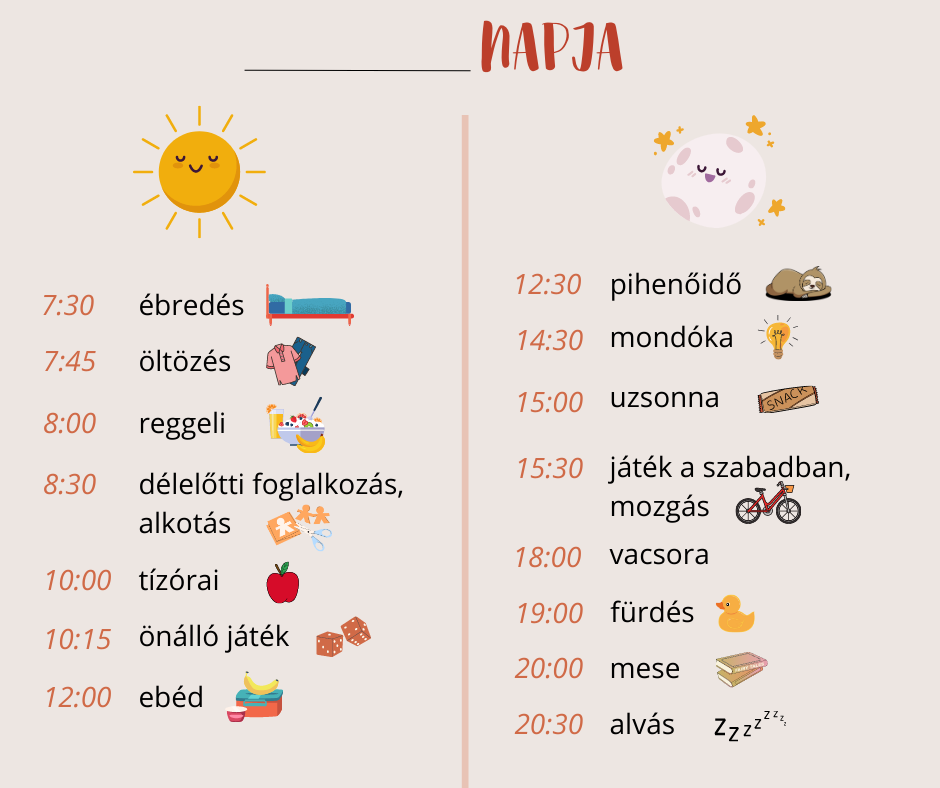 NAPJA
7:30 ébredés
7:45 öltözés
8:00 reggeli
8:30 délelőtti foglalkozás,
alkotás
10:00 tízórai
10:15 önálló játék
12:00 ebéd
12:30 pihenőidő
14:30 mondóka
15:00 uzsonna
SNACK
15:30 játék a szabadban,
mozgás
18:00 vacsora
19:00 fürdés
20:00 mese
20:30 alvás zzzzzzzz